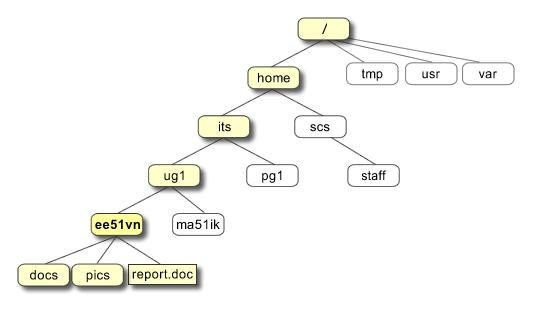 /
home
tmp
usr
var
its
scs
ug1
pg1
staff
ee51vn
ma51ik
docs
pics
report.doc